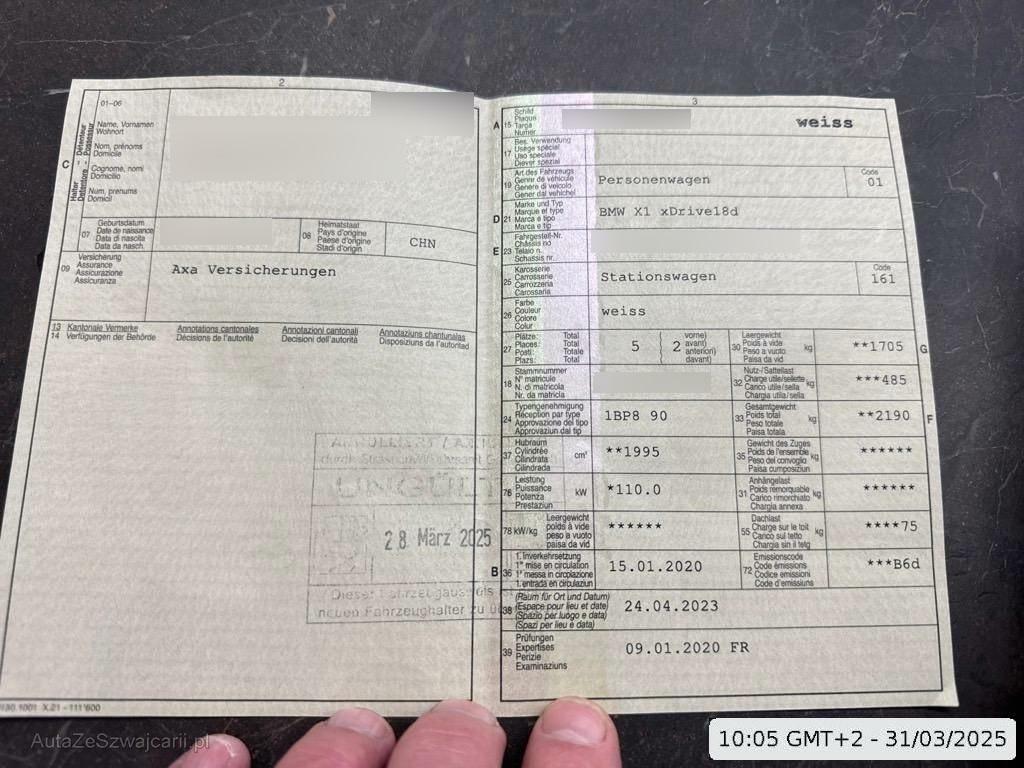 2
01-06
C
Halter
Détenteur
Detentore - Possessur
Name, Vornamen
Wohnort
Nom, prénoms
Domicile
Cognome, nomi
Domicilio
Num, prenums
Domicil
07
Geburtsdatum
Date de naissance
Data di nascita
Data da nasch.
08
Heimatstaat
Pays d'origine
Paese d'origine
Stadi d'origin
CHN
09
Versicherung
Assurance
Assicurazione
Assicuranza
Axa Versicherungen
13 Kantonale Vermerke Annotations cantonales Annotazioni cantonali Annotaziuns chantunalas
14 Verfügungen der Behörde Décisions de l'autorité Decisioni dell'autorità Disposiziuns da l'autoritad
durch Strassen
UNGÜLT
28 März 2025
Dieser Fahrzeugausweis
neuen Fahrzeughalter zu
X.21 - 111'600
3
A 15
Schild
Plaque
Targa
Numer
weiss
17
Bes. Verwendung
Usage spécial
Uso speciale
Diever spezial
19
Art des Fahrzeugs
Genre de véhicule
Genere di veicolo
Gener dal vehichel
Personenwagen
Code
01
D 21
Marke und Typ
Marque et type
Marca e tipo
Marca e tip
BMW X1 xDrive18d
E 23
Fahrgestell-Nr.
Châssis no
Telaio n.
Schassis nr.
25
Karosserie
Carrosserie
Carrozzeria
Carossaria
Stationswagen
Code
161
26
Farbe
Couleur
Colore
Colur
weiss
27
Plätze: Total
Places: Total
Posti: Totale
Plazs: Total
5
2
vorne)
avant)
anteriori)
davant)
30
Leergewicht
Poids à vide
Peso a vuoto
Paisa da vid
kg
**1705
G
18
Stammnummer
N° matricule
N. di matricola
Nr. da matricla
32
Nutz-/Sattellast
Charge utile/sellette
Carico utile/sella
Chargia utila/sella
kg
***485
24
Typengenehmigung
Réception par type
Approvazione del tipo
Approvaziun dal tip
1BP8 90
33
Gesamtgewicht
Poids total
Peso totale
Paisa totala
kg
**2190
F
37
Hubraum
Cylindrée
Cilindrata
Cilindrada
cm³
**1995
35
Gewicht des Zuges
Poids de l'ensemble
Peso del convoglio
Paisa cumposiziun
kg
******
76
Leistung
Puissance
Potenza
Prestaziun
kW
*110.0
31
Anhängelast
Poids remorquable
Carico rimorchiato
Chargia annexa
kg
******
78 kW/kg
Leergewicht
poids à vide
peso a vuoto
paisa da vid
******
55
Dachlast
Charge sur le toit
Carico sul tetto
Chargia sin il tetg
kg
****75
B 36
1. Inverkehrsetzung
1re mise en circulation
1a messa in circolazione
1. entrada en circulaziun
15.01.2020
72
Emissionscode
Code émissions
Codice emissioni
Code d'emissiuns
***B6d
38
(Raum für Ort und Datum)
(Espace pour lieu et date)
(Spazio per luogo e data)
(Spazi per lieu e data)
24.04.2023
39
Prüfungen
Expertises
Perizie
Examinaziuns
09.01.2020 FR
AutaZeSzwajcarii.pl
10:05 GMT+2 - 31/03/2025